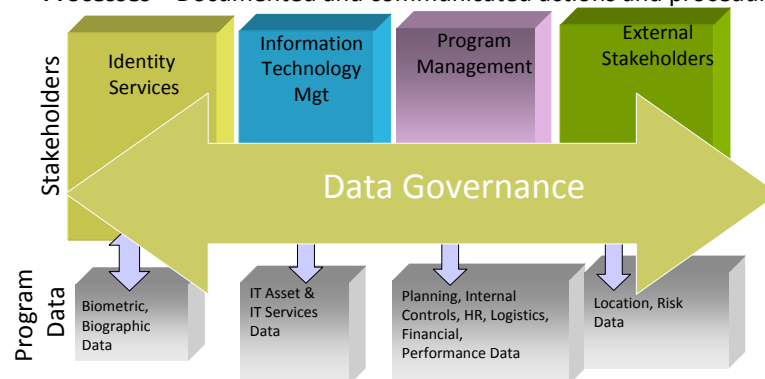 Processes – Documented and communicated actions and procedur
Stakeholders
Identity
Services
Information
Technology
Mgt
Program
Management
External
Stakeholders
Data Governance
Program
Data
Biometric,
Biographic
Data
IT Asset &
IT Services
Data
Planning, Internal
Controls, HR, Logistics,
Financial,
Performance Data
Location, Risk
Data